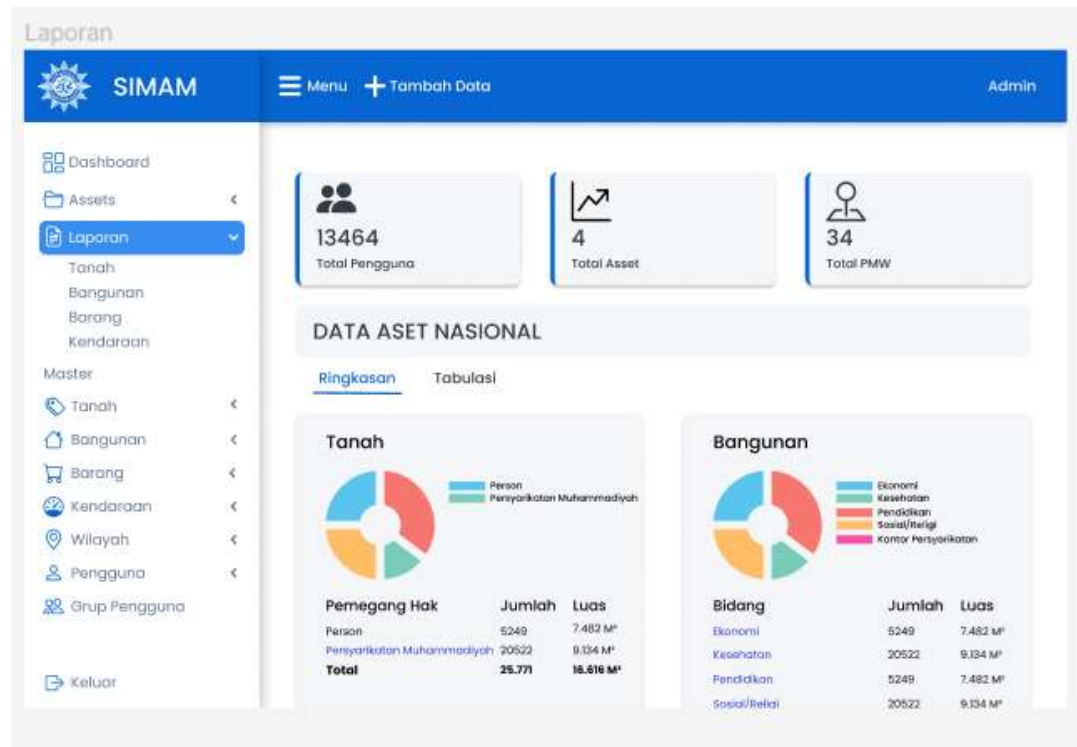 Laporan
SIMAM
Menu
Tambah Data
Admin
Dashboard
Assets
Laporan
Tanah
Bangunan
Barang
Kendaraan
Master
Tanah
Bangunan
Barang
Kendaraan
Wilayah
Pengguna
Grup Pengguna
Keluar
13464
Total Pengguna
4
Total Asset
34
Total PMW
DATA ASET NASIONAL
Ringkasan Tabulasi
Tanah
Person
Persyarikatan Muhammadiyah
Pemegang Hak Jumlah Luas
Person 5249 7.482 M²
Persyarikatan Muhammadiyah 20522 9.134 M²
Total 25.771 16.616 M²
Bangunan
Ekonomi
Kesehatan
Pendidikan
Sosial/Religi
Kantor Persyarikatan
Bidang Jumlah Luas
Ekonomi 5249 7.482 M²
Kesehatan 20522 9.134 M²
Pendidikan 5249 7.482 M²
Sosial/Religi 20522 9.134 M²